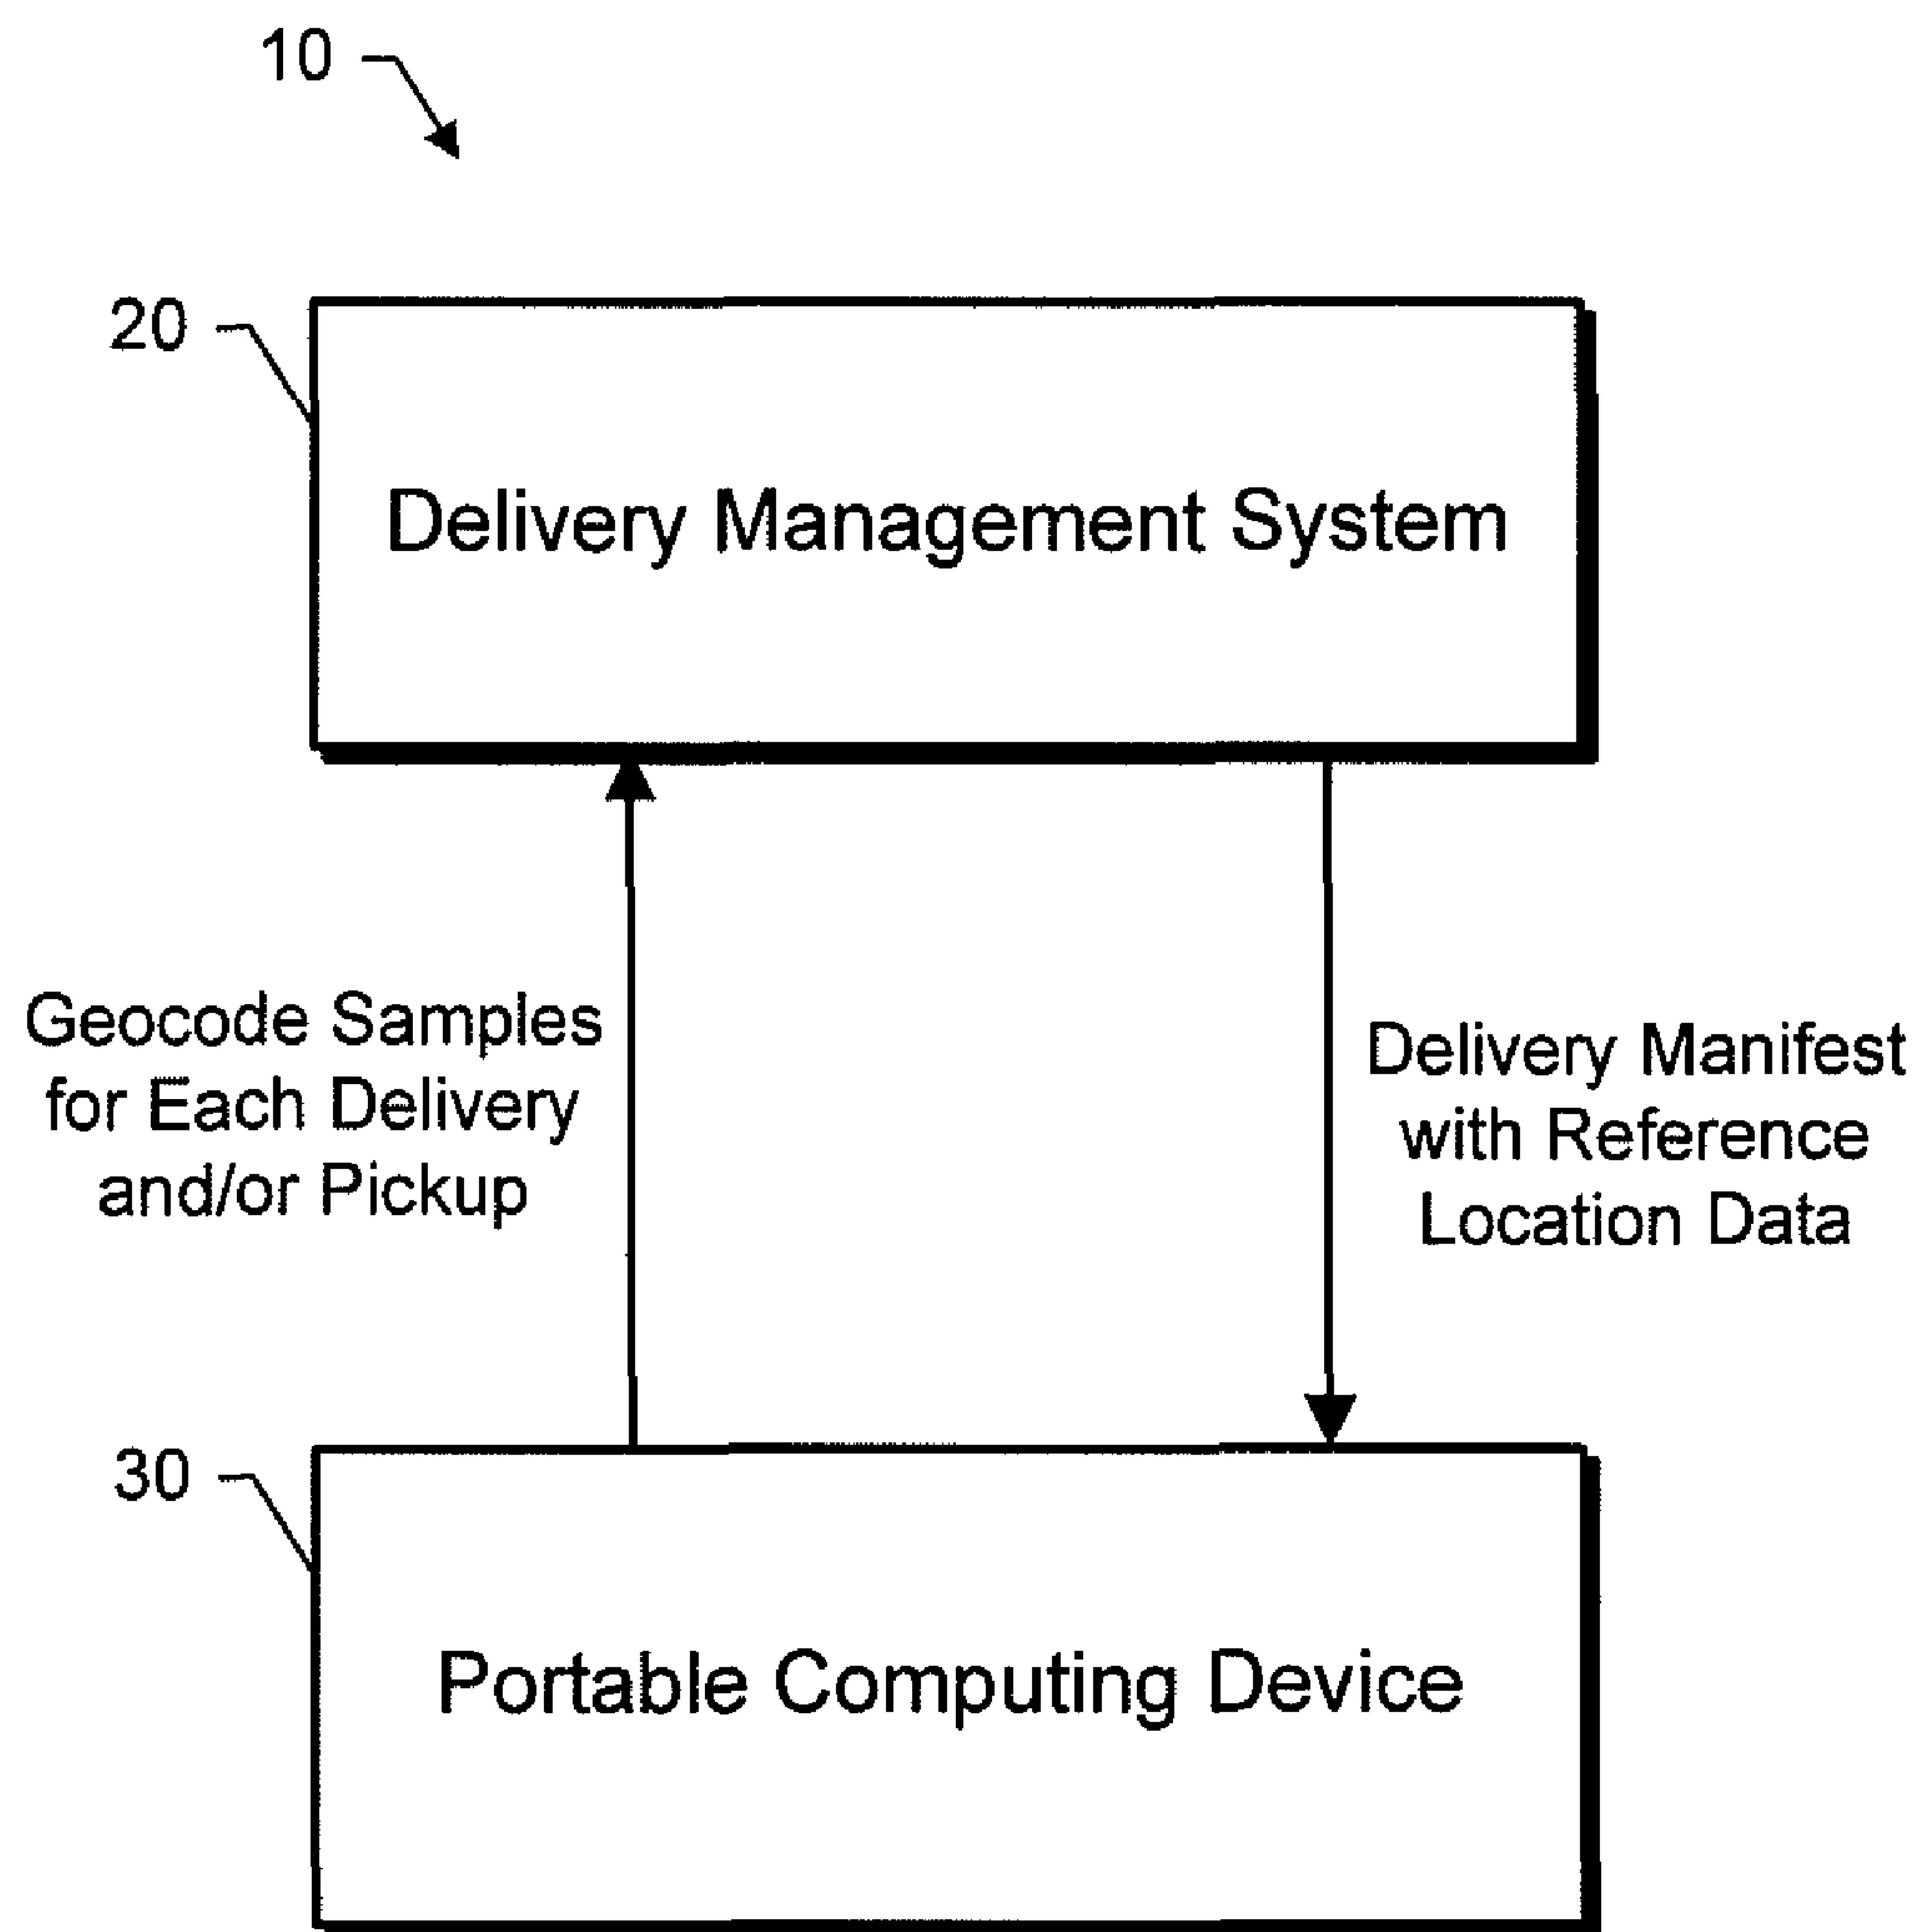 10
20
Delivery Management System
Geocode Samples
for Each Delivery
and/or Pickup
Delivery Manifest
with Reference
Location Data
30
Portable Computing Device